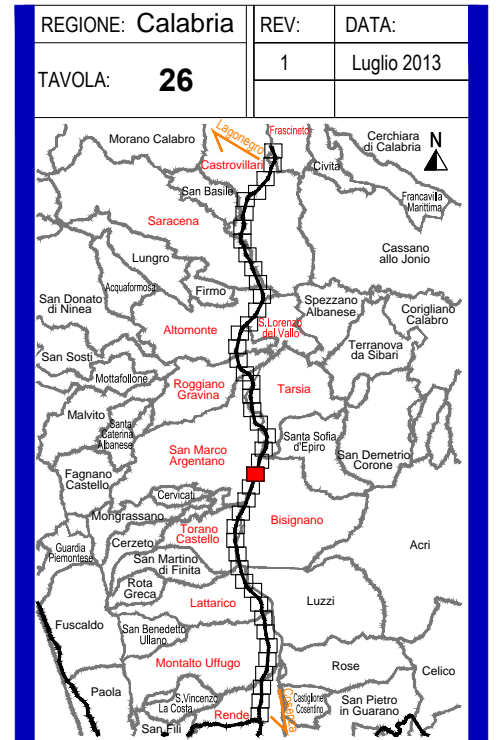 REGIONE: Calabria
REV:
DATA:
TAVOLA: 26
1
Luglio 2013
Lagonegro
Frascineto
Morano Calabro
Cerchiara
di Calabria
N
Castrovillari
Civita
San Basile
Francavilla
Marittima
Saracena
Cassano
allo Jonio
Lungro
Acquaformosa
Firmo
San Donato
di Ninea
Spezzano
Albanese
Corigliano
Calabro
Altomonte
S.Lorenzo
del Vallo
Terranova
da Sibari
San Sosti
Mottafollone
Roggiano
Gravina
Tarsia
Malvito
Santa
Caterina
Albanese
San Marco
Argentano
Santa Sofia
d'Epiro
San Demetrio
Corone
Fagnano
Castello
Cervicati
Mongrassano
Bisignano
Torano
Castello
Cerzeto
Guardia
Piemontese
Acri
San Martino
di Finita
Rota
Greca
Lattarico
Luzzi
Fuscaldo
San Benedetto
Ullano
Montalto Uffugo
Rose
Celico
Paola
S.Vincenzo
La Costa
Cosenza
Castiglione
Cosentino
San Pietro
in Guarano
Rende
San Fili